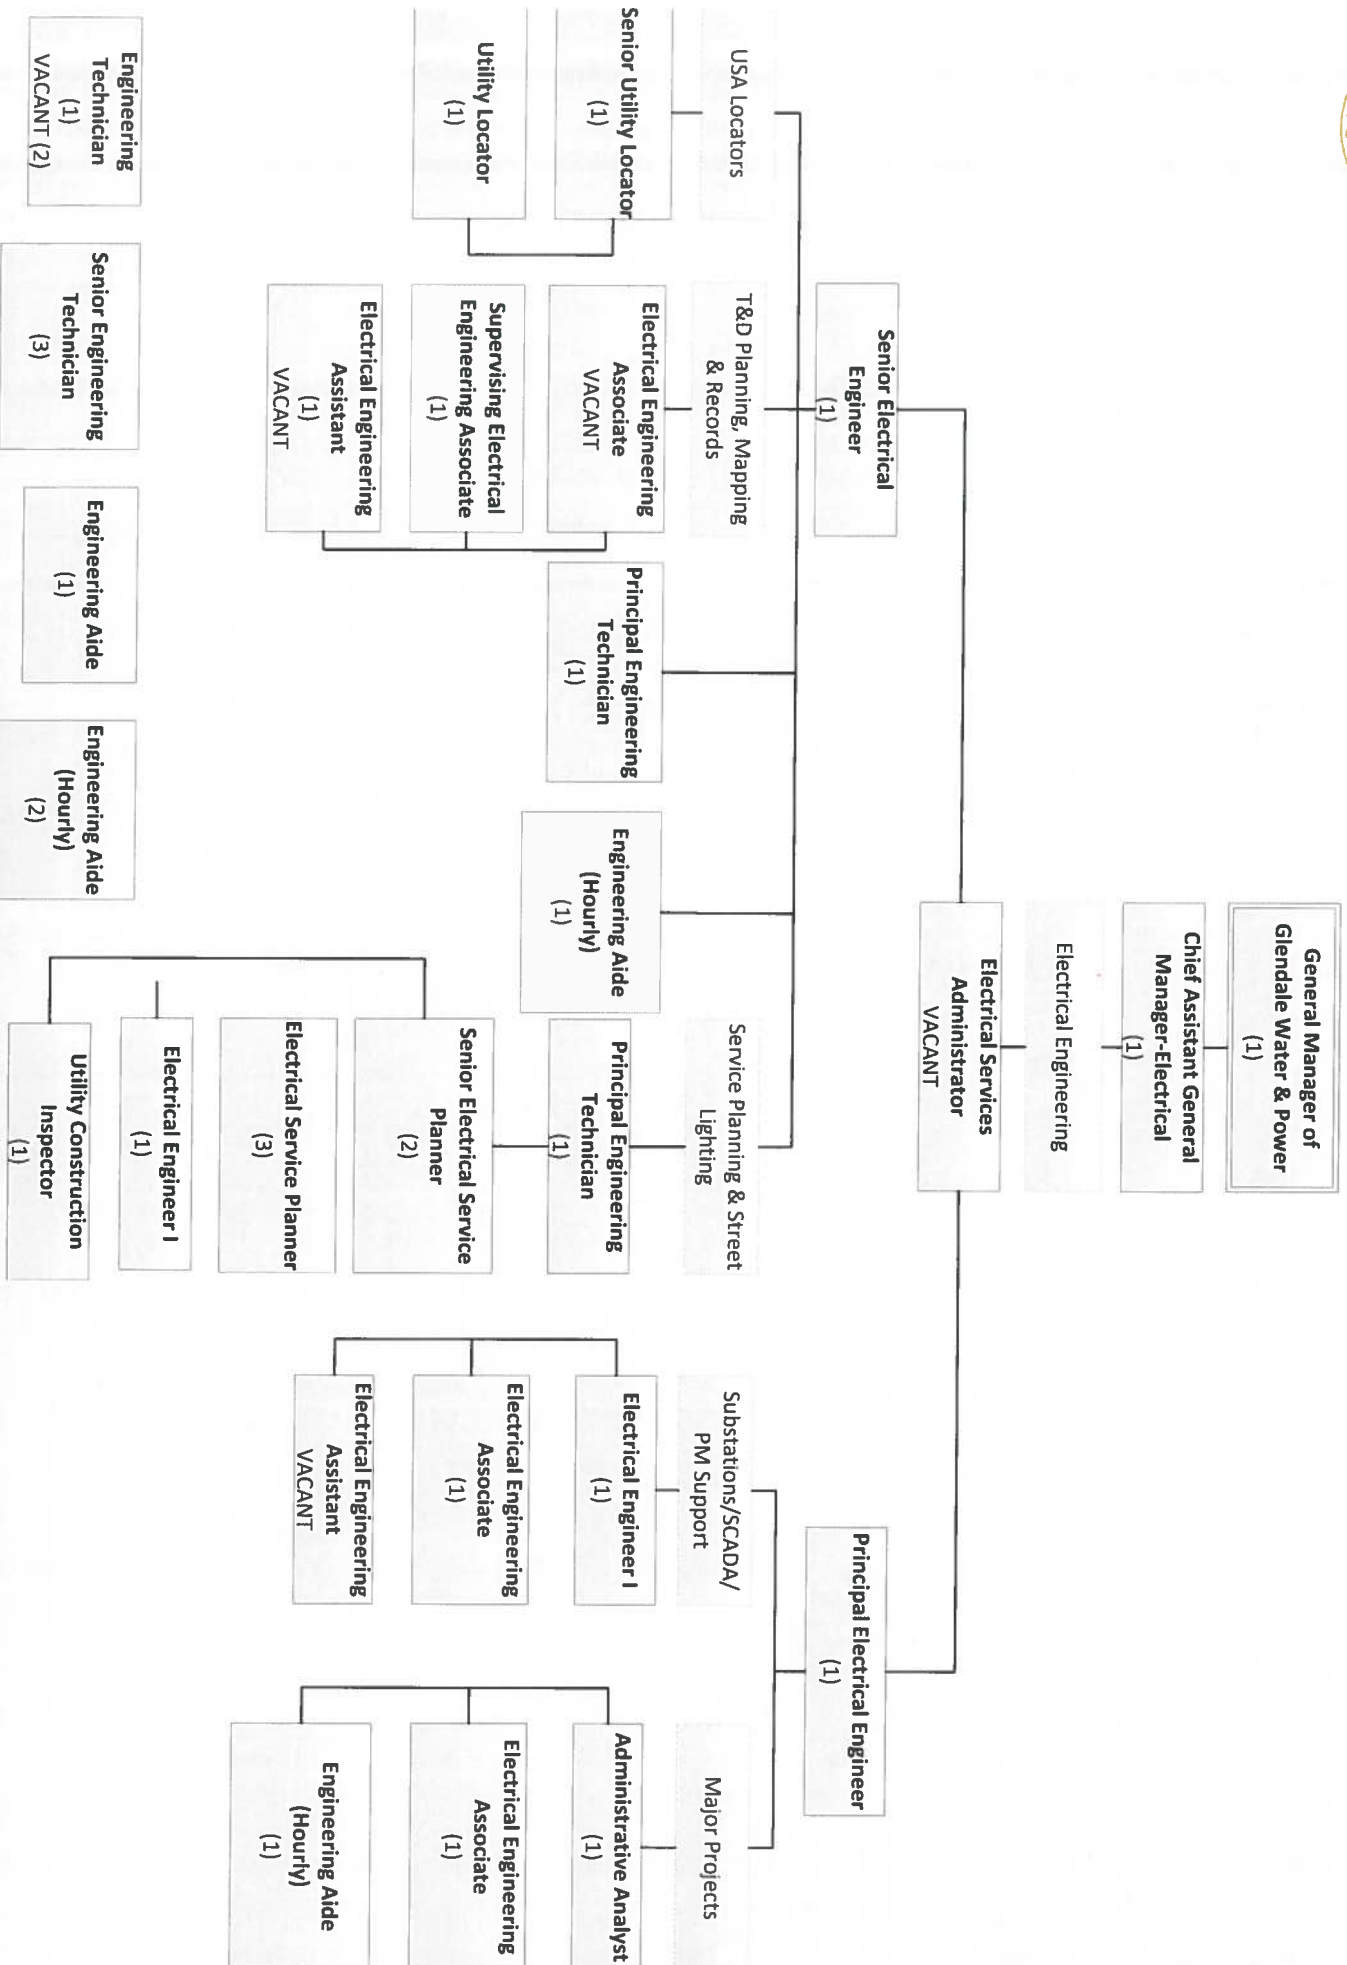 General Manager of
Glendale Water & Power
(1)
Chief Assistant General
Manager-Electrical
(1)
Electrical Engineering
Electrical Services
Administrator
VACANT
Senior Electrical
Engineer
(1)
Principal Electrical Engineer
(1)
USA Locators
T&D Planning, Mapping
& Records
Service Planning & Street
Lighting
Substations/SCADA/
PM Support
Major Projects
Senior Utility Locator
(1)
Utility Locator
(1)
Electrical Engineering
Associate
VACANT
Supervising Electrical
Engineering Associate
(1)
Electrical Engineering
Assistant
(1)
VACANT
Principal Engineering
Technician
(1)
Engineering Aide
(Hourly)
(1)
Principal Engineering
Technician
(1)
Senior Electrical Service
Planner
(2)
Electrical Service Planner
(3)
Electrical Engineer I
(1)
Utility Construction
Inspector
(1)
Electrical Engineer I
(1)
Electrical Engineering
Associate
(1)
Electrical Engineering
Assistant
VACANT
Administrative Analyst
(1)
Electrical Engineering
Associate
(1)
Engineering Aide
(Hourly)
(1)
Engineering
Technician
(1)
VACANT (2)
Senior Engineering
Technician
(3)
Engineering Aide
(1)
Engineering Aide
(Hourly)
(2)